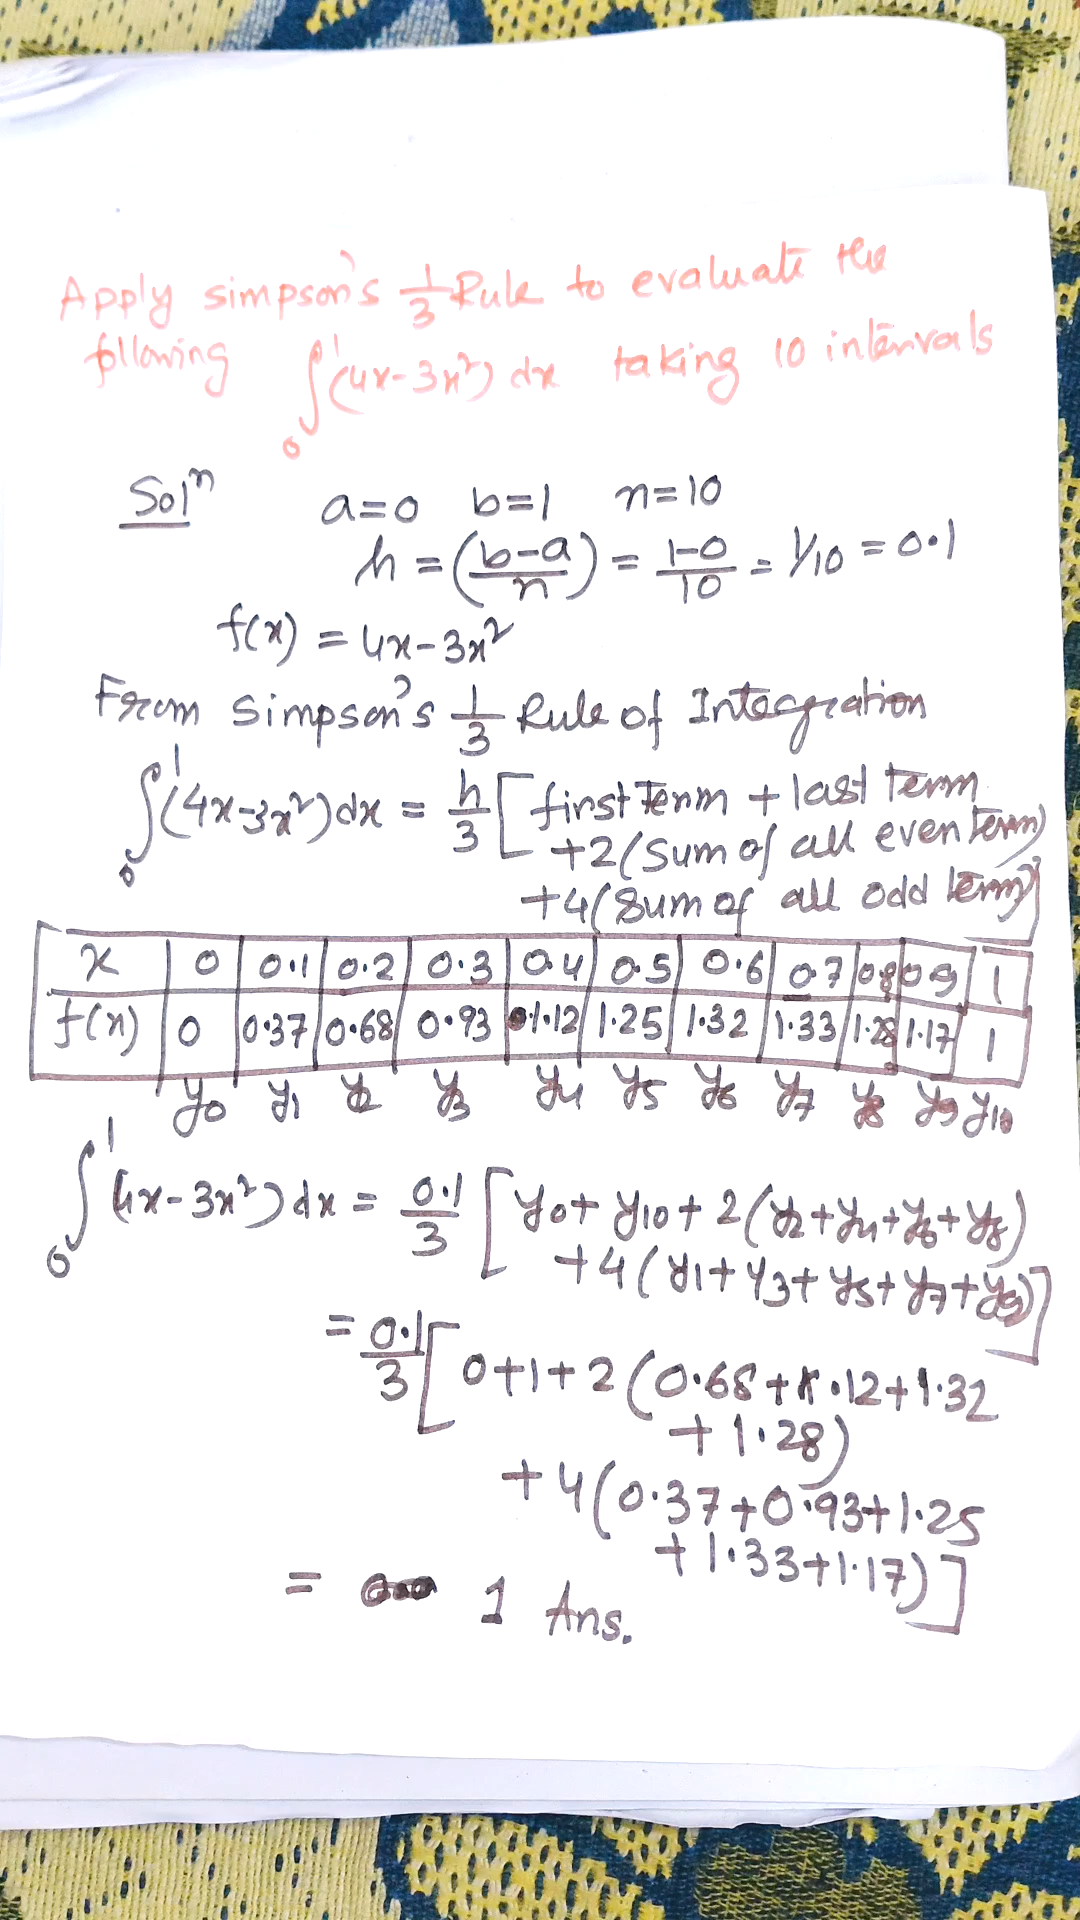 Apply simpson's 1/3 Rule to evaluate the
following ∫₀¹(4x-3x²) dx taking 10 intervals
Solⁿ a=0 b=1 n=10
h = (b-a/n) = 1-0/10 = 1/10 = 0.1
f(x) = 4x-3x²
From Simpson's 1/3 Rule of Integration
∫₀¹(4x-3x²)dx = h/3 [first term + last term
+2(Sum of all even term)
+4(Sum of all odd term)]
x 0 0.1 0.2 0.3 0.4 0.5 0.6 0.7 0.8 0.9 1
f(x) 0 0.37 0.68 0.93 1.12 1.25 1.32 1.33 1.28 1.17 1
y₀ y₁ y₂ y₃ y₄ y₅ y₆ y₇ y₈ y₉ y₁₀
∫₀¹(4x-3x²)dx = 0.1/3 [y₀+y₁₀+2(y₂+y₄+y₆+y₈)
+4(y₁+y₃+y₅+y₇+y₉)]
= 0.1/3 [0+1+2(0.68+1.12+1.32
+1.28)
+4(0.37+0.93+1.25
+1.33+1.17)]
= 1 Ans.